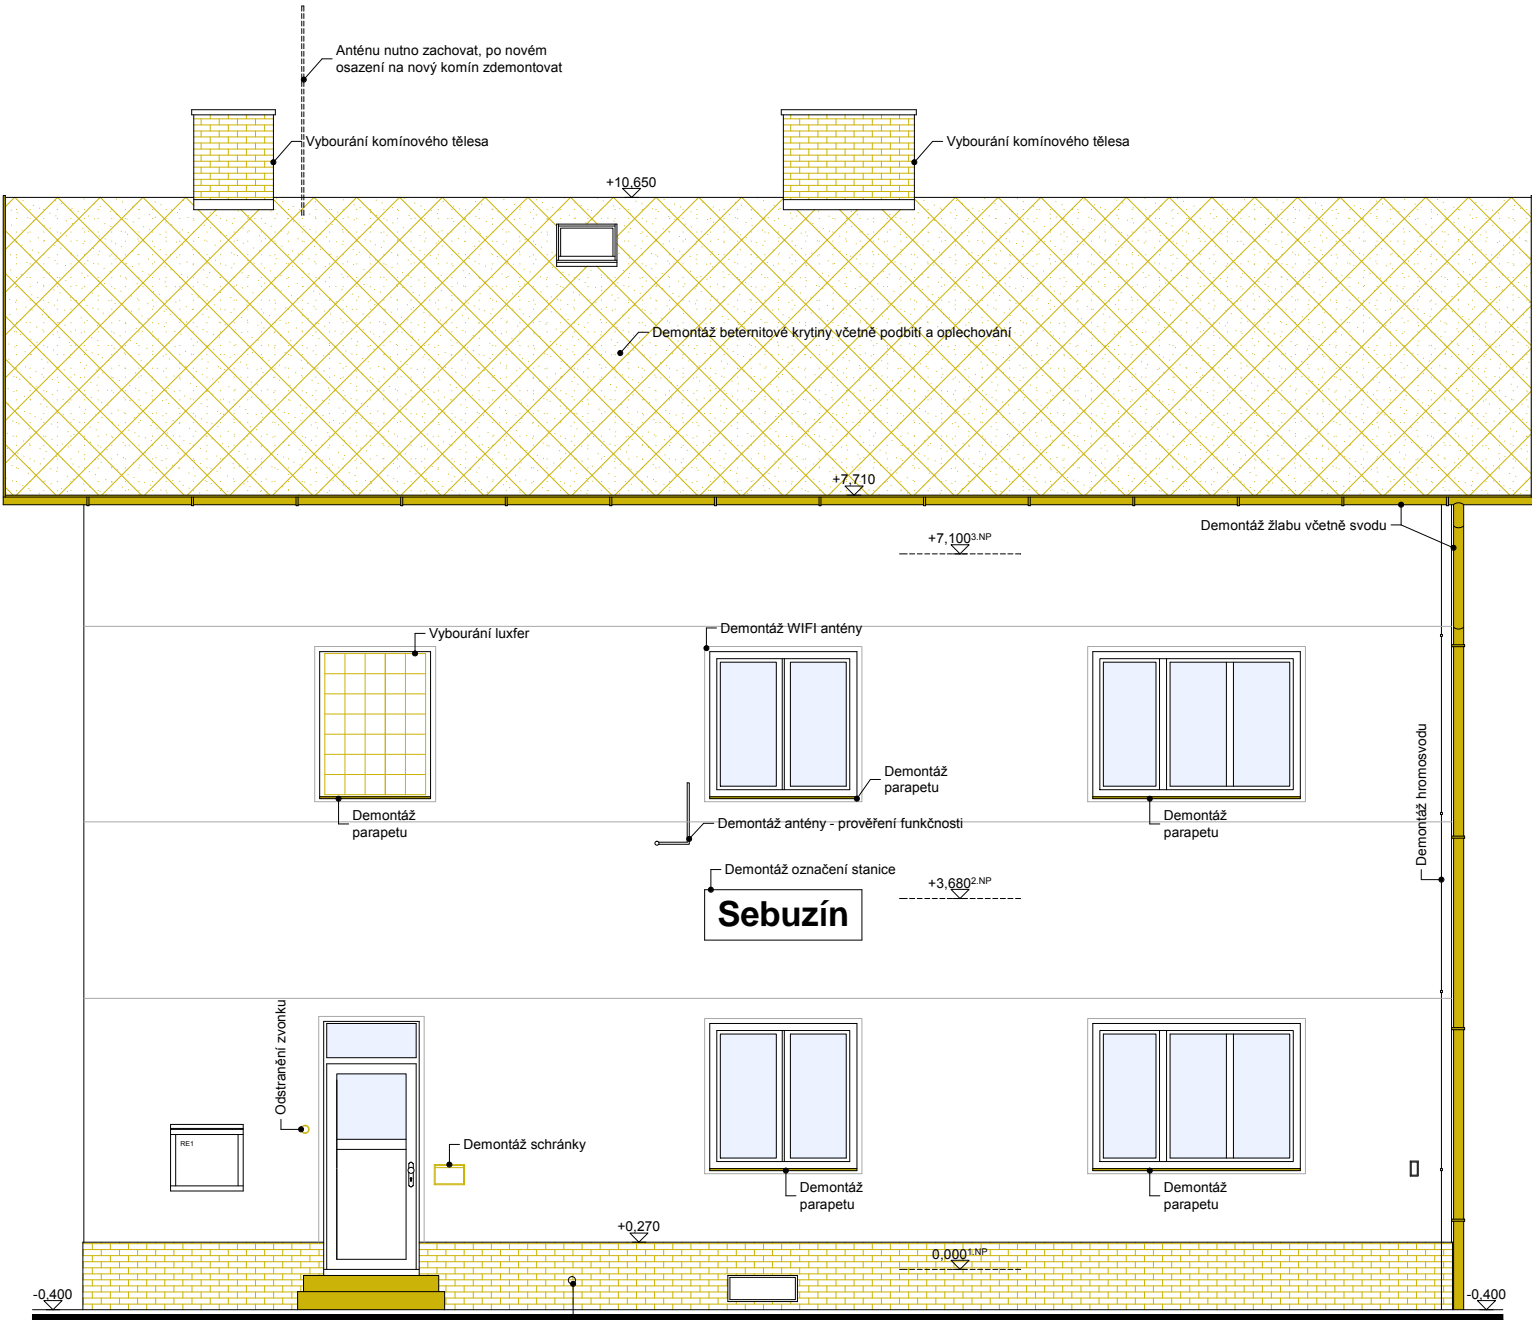 Anténu nutno zachovat, po novém
osazení na nový komín zdemontovat
Vybourání komínového tělesa
Vybourání komínového tělesa
+10,650
Demontáž beternitové krytiny včetně podbití a oplechování
+7,710
Demontáž žlabu včetně svodu
+7,100 3.NP
Vybourání luxfer
Demontáž WIFI antény
Demontáž
parapetu
Demontáž
parapetu
Demontáž
parapetu
Demontáž hromosvodu
Demontáž antény - prověření funkčnosti
Demontáž označení stanice
+3,680 2.NP
Sebuzín
Odstranění zvonku
RE1
Demontáž schránky
Demontáž
parapetu
Demontáž
parapetu
+0,270
0,000 1.NP
-0,400
-0,400